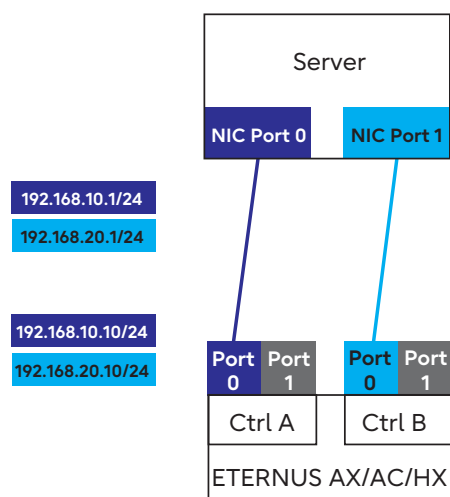 Server
NIC Port 0
NIC Port 1
192.168.10.1/24
192.168.20.1/24
192.168.10.10/24
192.168.20.10/24
Port
0
Port
1
Port
0
Port
1
Ctrl A
Ctrl B
ETERNUS AX/AC/HX